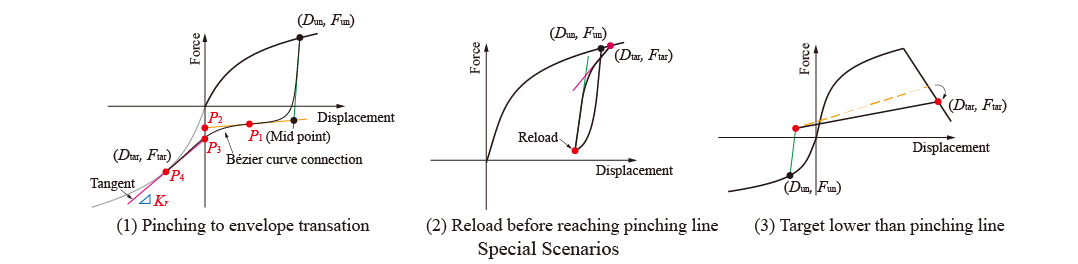 (Dun, Fun)
Force
Displacement
P2
P1 (Mid point)
P3
Bézier curve connection
(Dtar, Ftar)
P4
Tangent
Kr
(1) Pinching to envelope transation
(Dun, Fun)
(Dtar, Ftar)
Force
Reload
Displacement
(2) Reload before reaching pinching line
Force
(Dtar, Ftar)
Displacement
(Dun, Fun)
(3) Target lower than pinching line
Special Scenarios